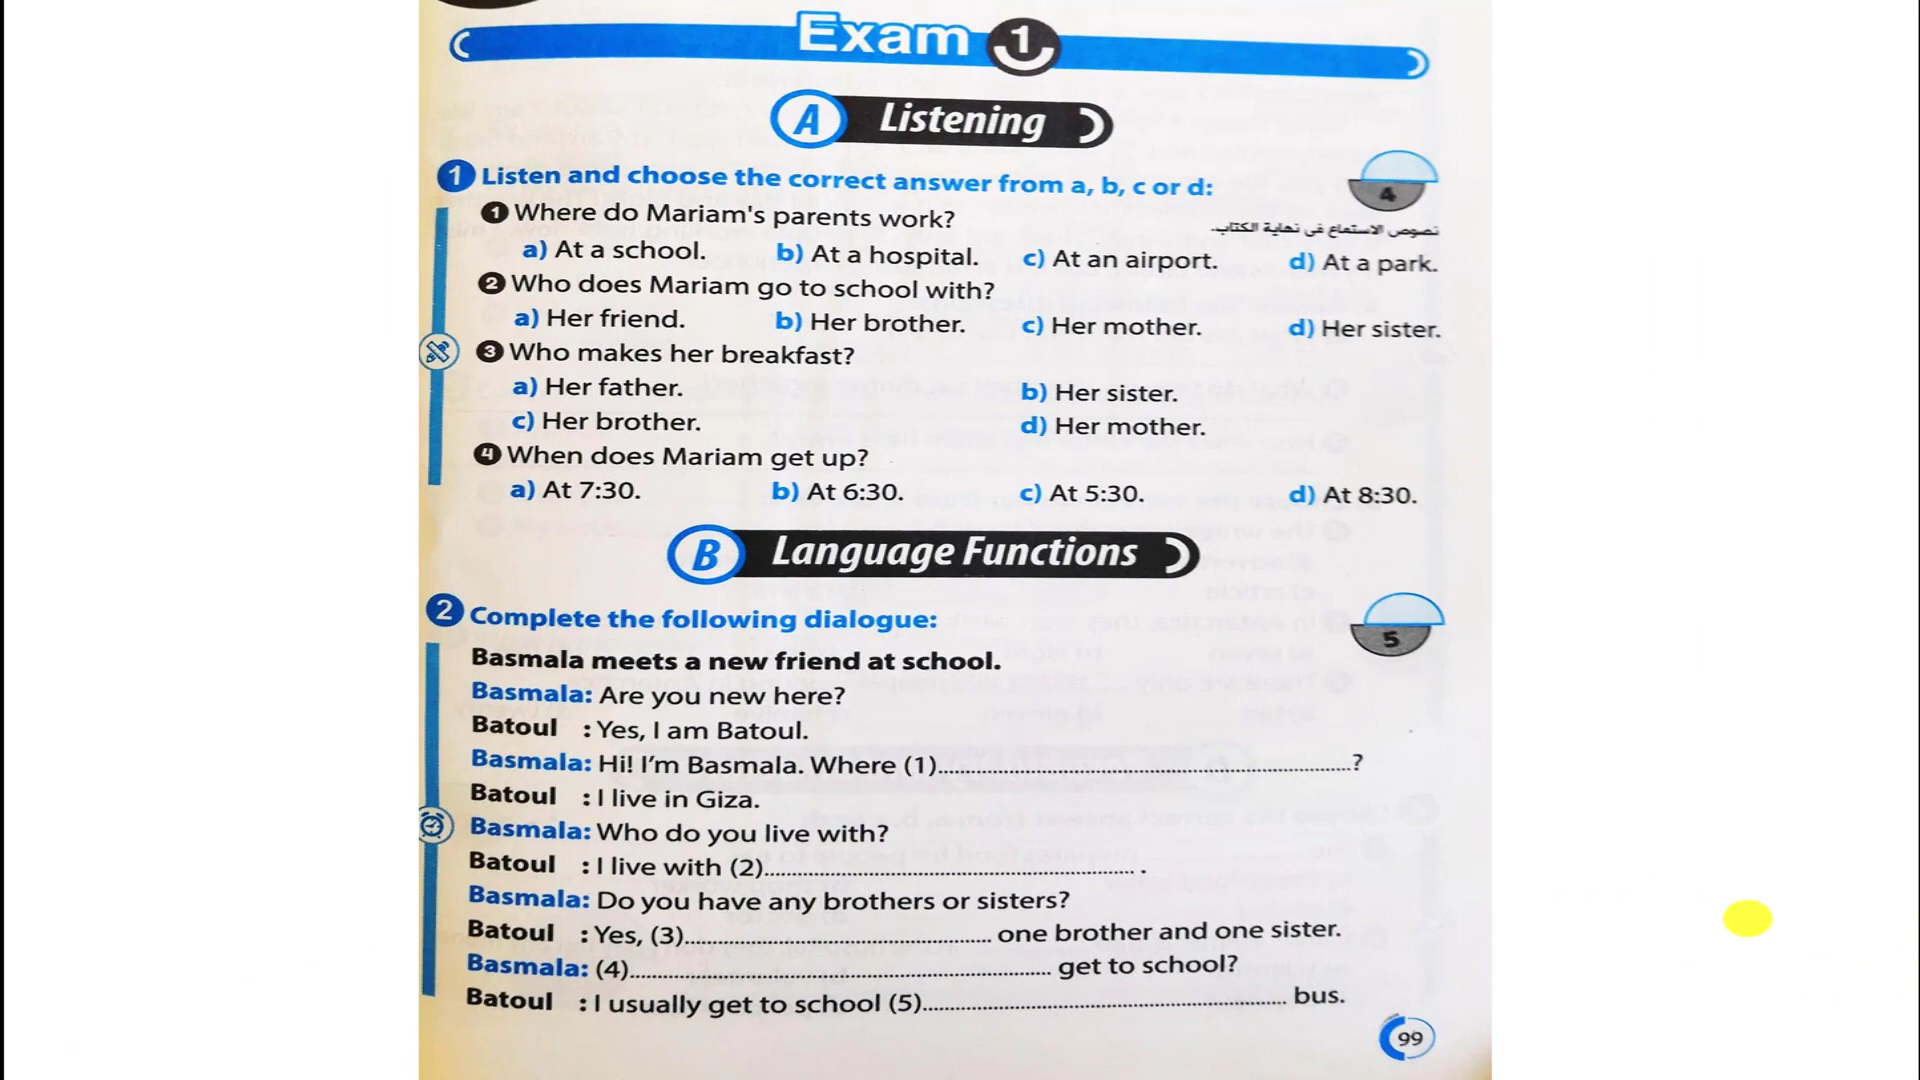 Exam 1
A Listening
1 Listen and choose the correct answer from a, b, c or d:
4
نصوص الاستماع فى نهاية الكتاب.
1 Where do Mariam's parents work?
a) At a school. b) At a hospital. c) At an airport. d) At a park.
2 Who does Mariam go to school with?
a) Her friend. b) Her brother. c) Her mother. d) Her sister.
3 Who makes her breakfast?
a) Her father. b) Her sister.
c) Her brother. d) Her mother.
4 When does Mariam get up?
a) At 7:30. b) At 6:30. c) At 5:30. d) At 8:30.
B Language Functions
2 Complete the following dialogue:
5
Basmala meets a new friend at school.
Basmala: Are you new here?
Batoul : Yes, I am Batoul.
Basmala: Hi! I'm Basmala. Where (1)..............................?
Batoul : I live in Giza.
Basmala: Who do you live with?
Batoul : I live with (2)..............................
Basmala: Do you have any brothers or sisters?
Batoul : Yes, (3).............................. one brother and one sister.
Basmala: (4).............................. get to school?
Batoul : I usually get to school (5).............................. bus.
99